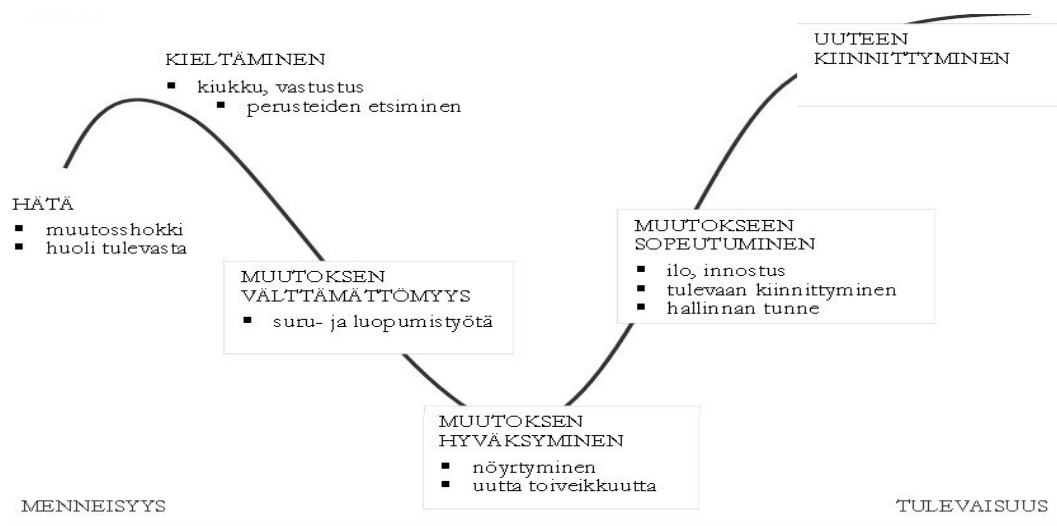 HÄTÄ
▪ muutosshokki
▪ huoli tulevasta
KIELTÄMINEN
▪ kiukku, vastustus
▪ perusteiden etsiminen
MUUTOKSEN
VÄLTTÄMÄTTÖMYYS
▪ suru- ja luopumistyötä
MUUTOKSEN
HYVÄKSYMINEN
▪ nöyrtyminen
▪ uutta toiveikkuutta
MUUTOKSEEN
SOPEUTUMINEN
▪ ilo, innostus
▪ tulevaan kiinnittyminen
▪ hallinnan tunne
UUTEEN
KIINNITTYMINEN
MENNEISYYS
TULEVAISUUS